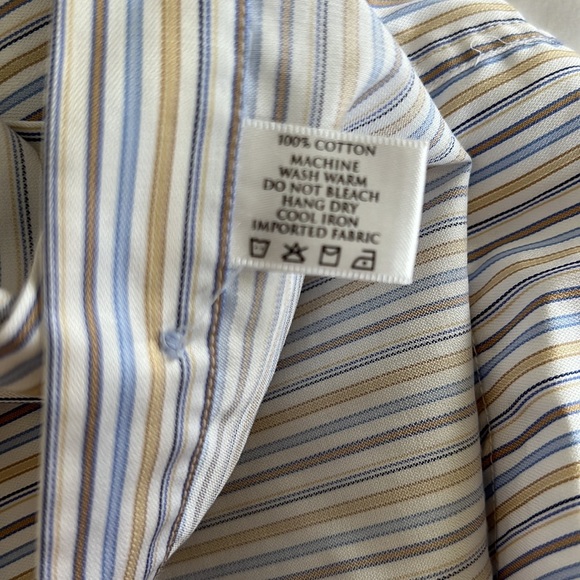 100% COTTON
MACHINE
WASH WARM
DO NOT BLEACH
HANG DRY
COOL IRON
IMPORTED FABRIC